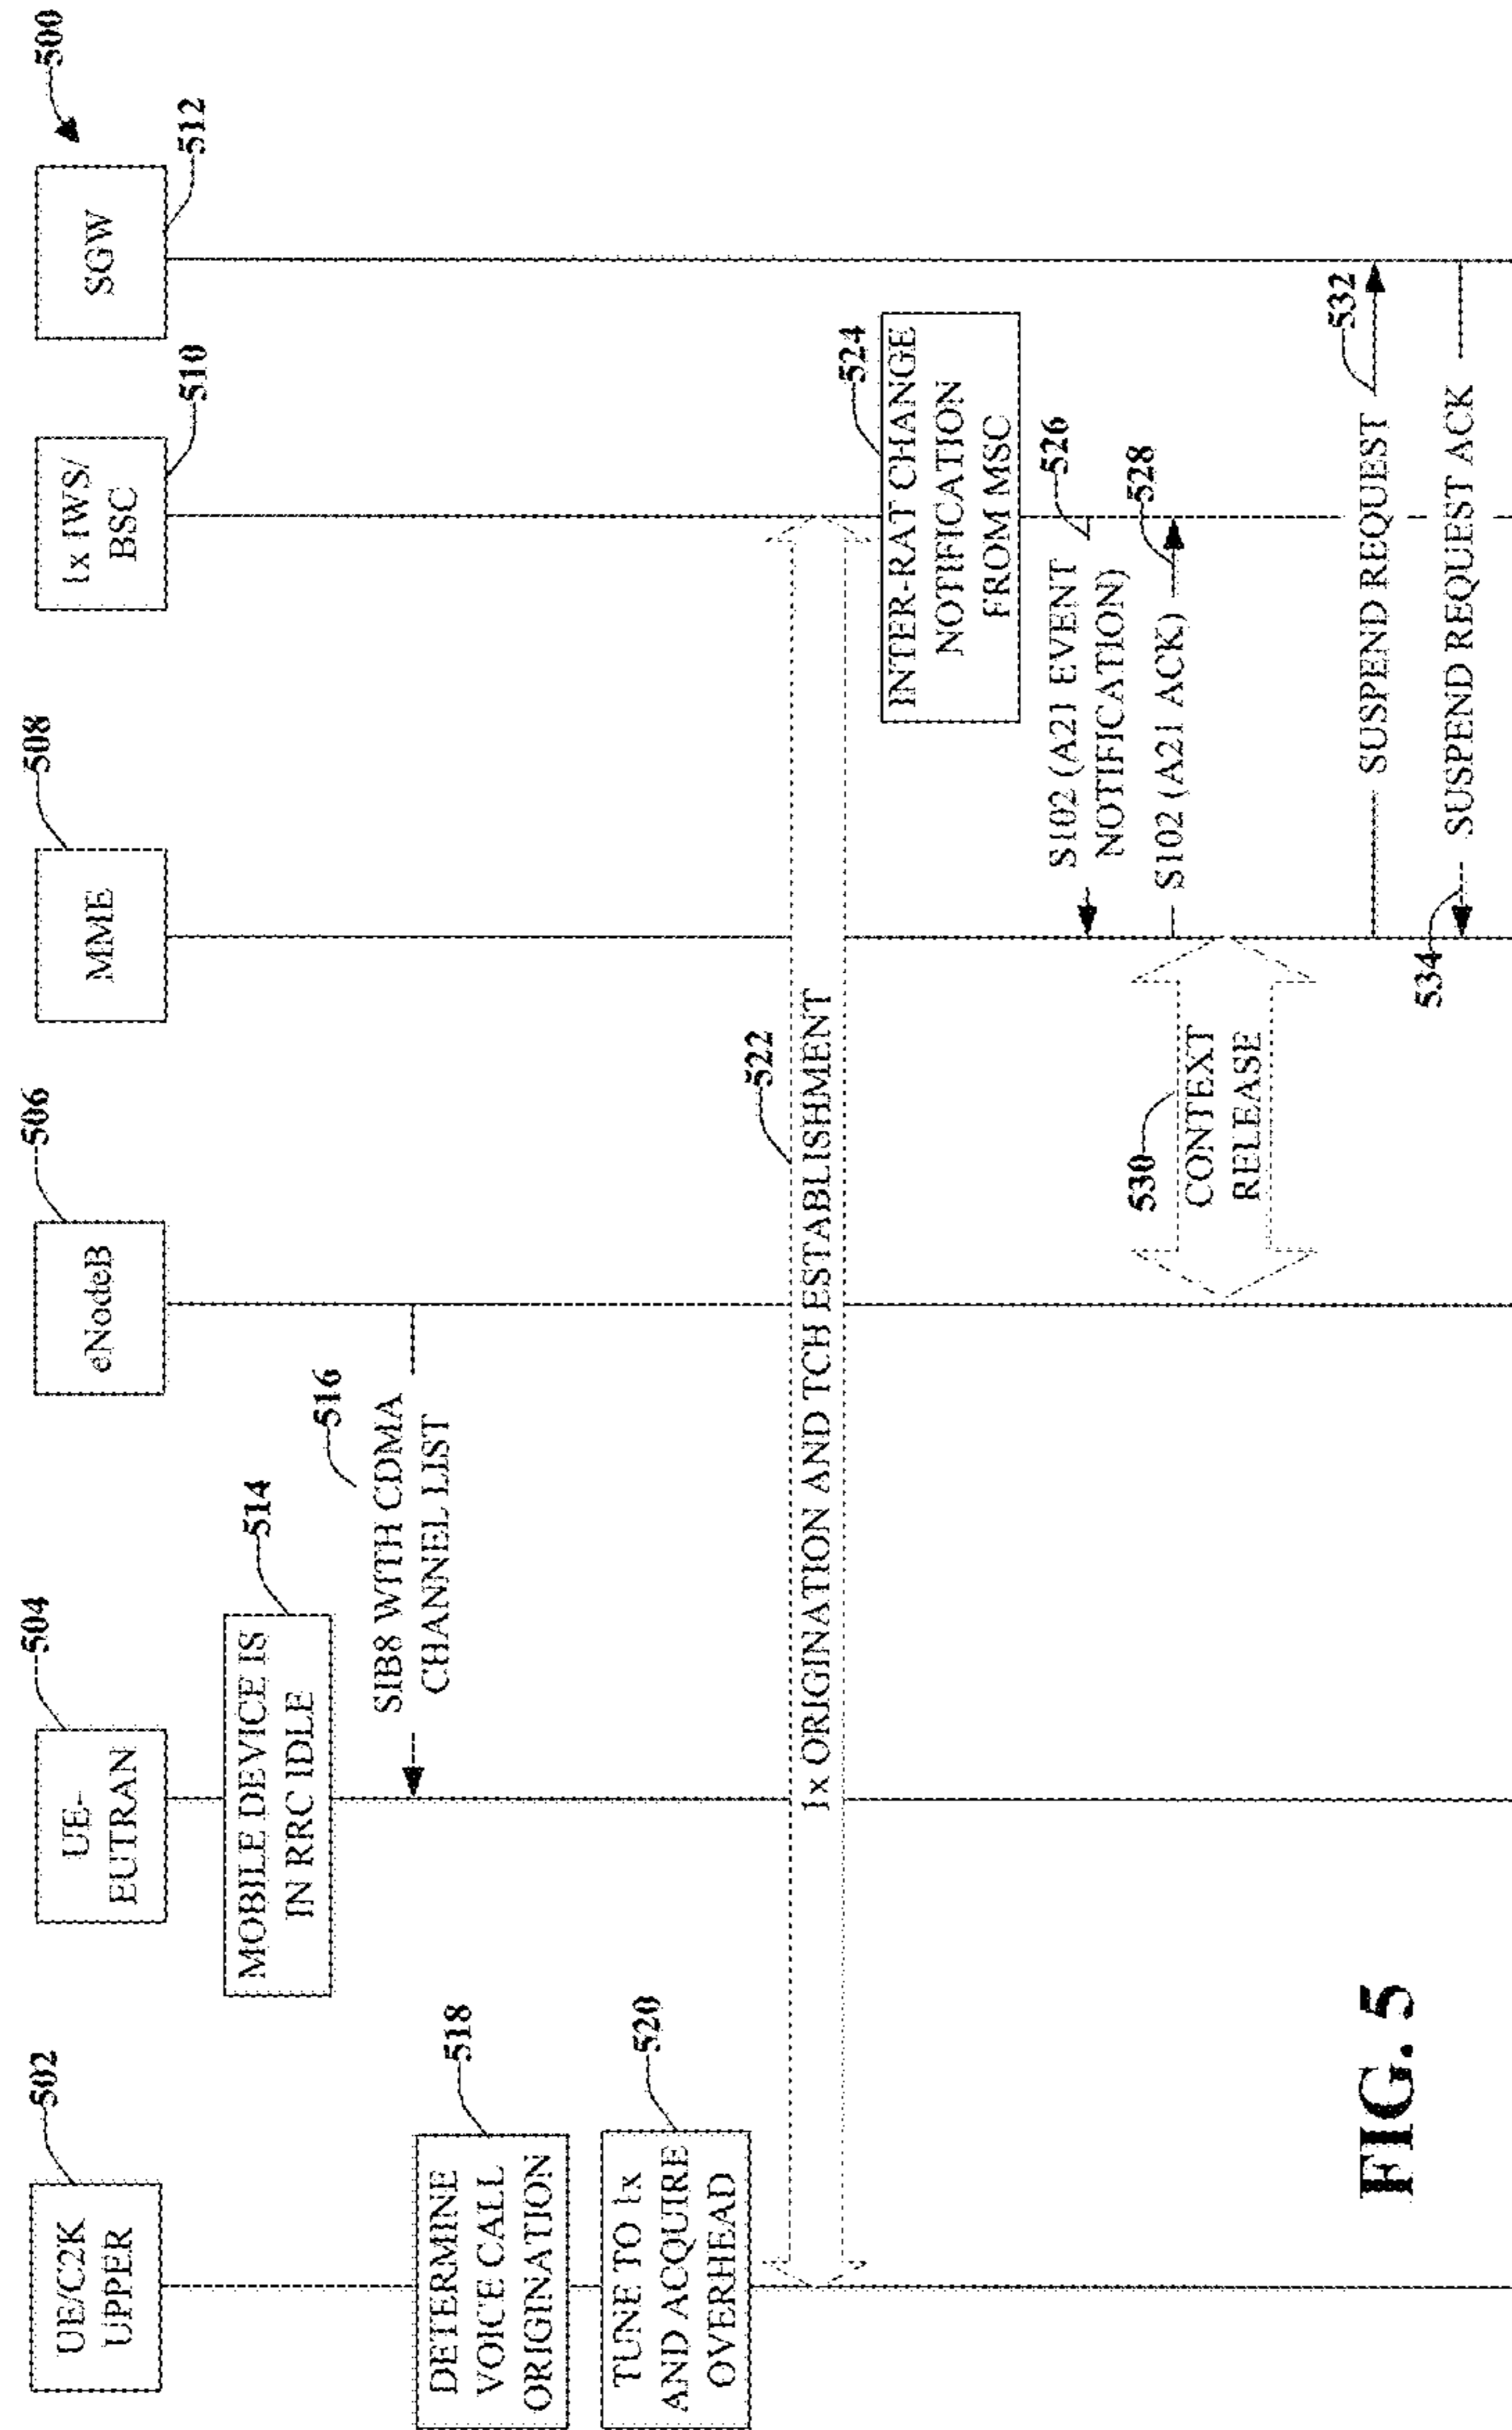 500
502
504
506
508
510
512
UE/C2K
UPPER
UE-
EUTRAN
eNodeB
MME
1x IWS/
BSC
SGW
514
MOBILE DEVICE IS
IN RRC IDLE
516
SIB8 WITH CDMA
CHANNEL LIST
518
DETERMINE
VOICE CALL
ORIGINATION
520
TUNE TO 1x
AND ACQUIRE
OVERHEAD
522
1x ORIGINATION AND TCH ESTABLISHMENT
524
INTER-RAT CHANGE
NOTIFICATION
FROM MSC
526
S102 (A21 EVENT
NOTIFICATION)
528
S102 (A21 ACK)
530
CONTEXT
RELEASE
532
SUSPEND REQUEST
534
SUSPEND REQUEST ACK
FIG. 5